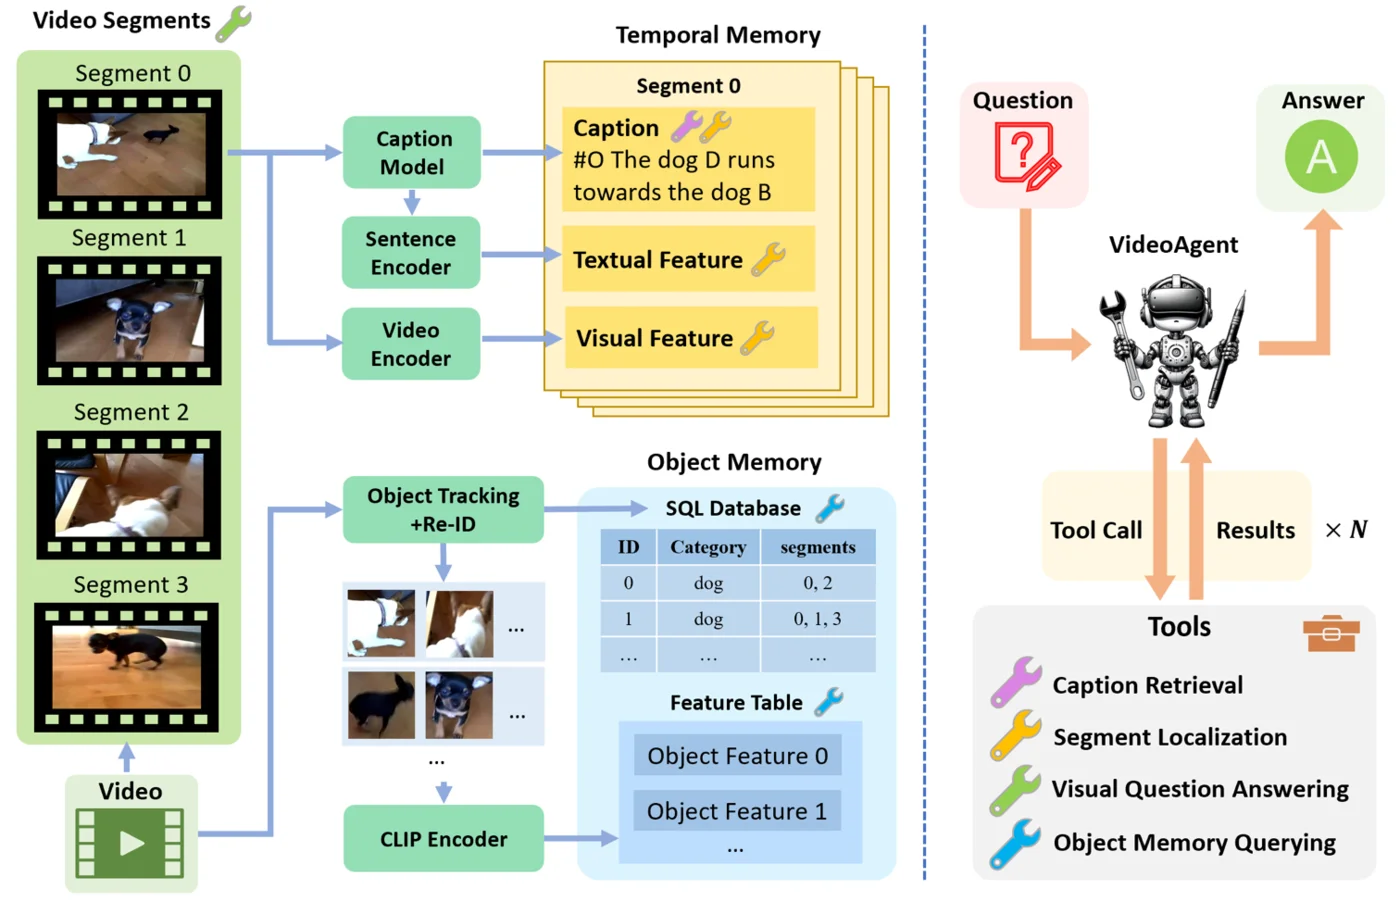 Video Segments
Segment 0
Segment 1
Segment 2
Segment 3
Video
Caption
Model
Sentence
Encoder
Video
Encoder
Temporal Memory
Segment 0
Caption
#O The dog D runs
towards the dog B
Textual Feature
Visual Feature
Object Tracking
+Re-ID
...
...
...
CLIP Encoder
Object Memory
SQL Database
ID Category segments
0 dog 0, 2
1 dog 0, 1, 3
... ... ...
Feature Table
Object Feature 0
Object Feature 1
...
Question
?
Answer
A
VideoAgent
Tool Call
Results
× N
Tools
Caption Retrieval
Segment Localization
Visual Question Answering
Object Memory Querying